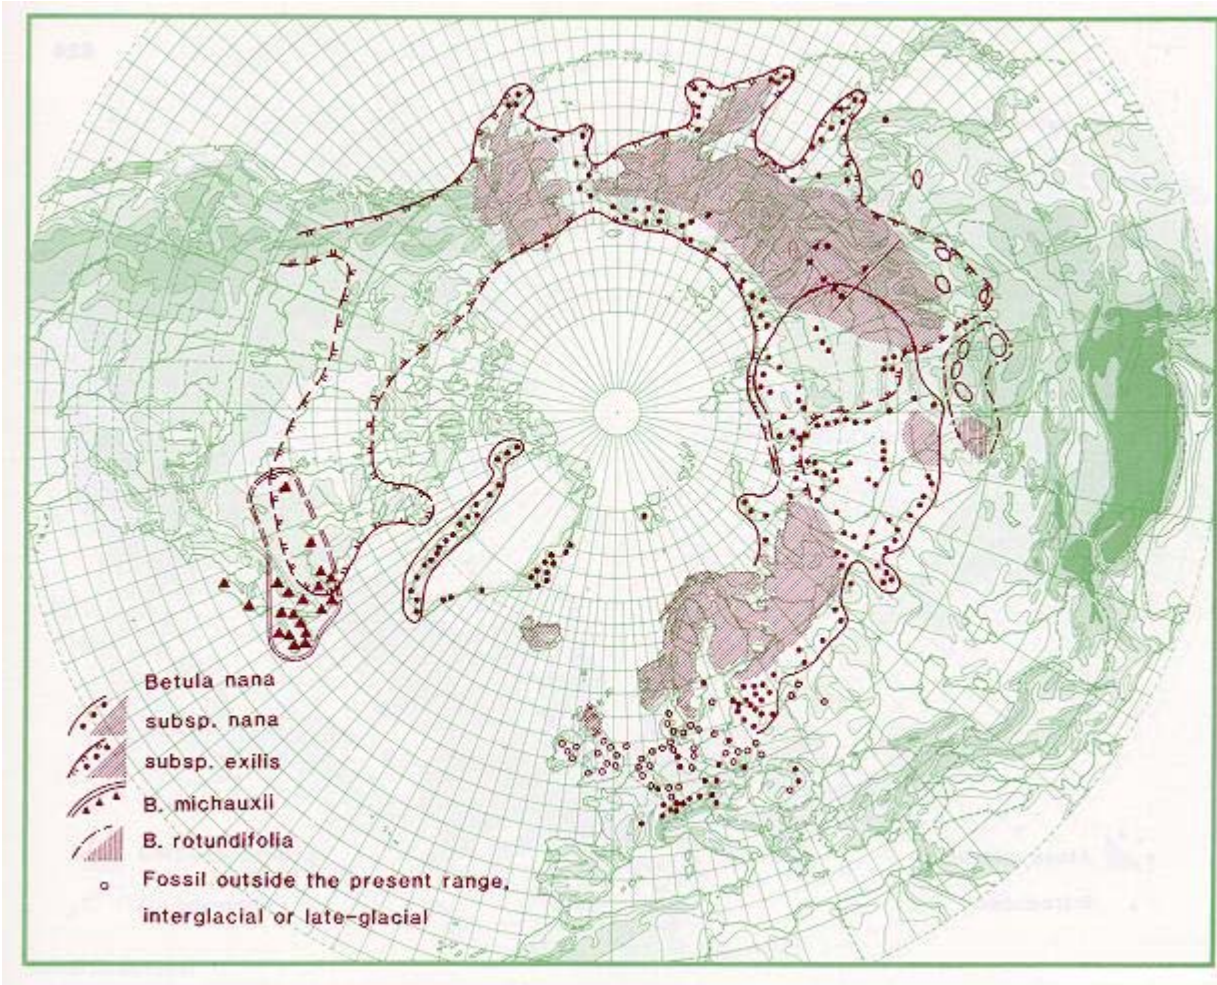 Betula nana
subsp. nana
subsp. exilis
B. michauxii
B. rotundifolia
Fossil outside the present range,
interglacial or late-glacial